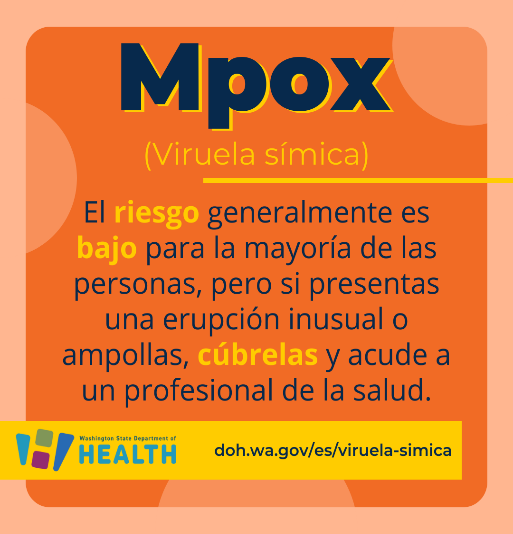 Mpox
(Viruela símica)
El riesgo generalmente es
bajo para la mayoría de las
personas, pero si presentas
una erupción inusual o
ampollas, cúbrelas y acude a
un profesional de la salud.
Washington State Department of
HEALTH
doh.wa.gov/es/viruela-simica